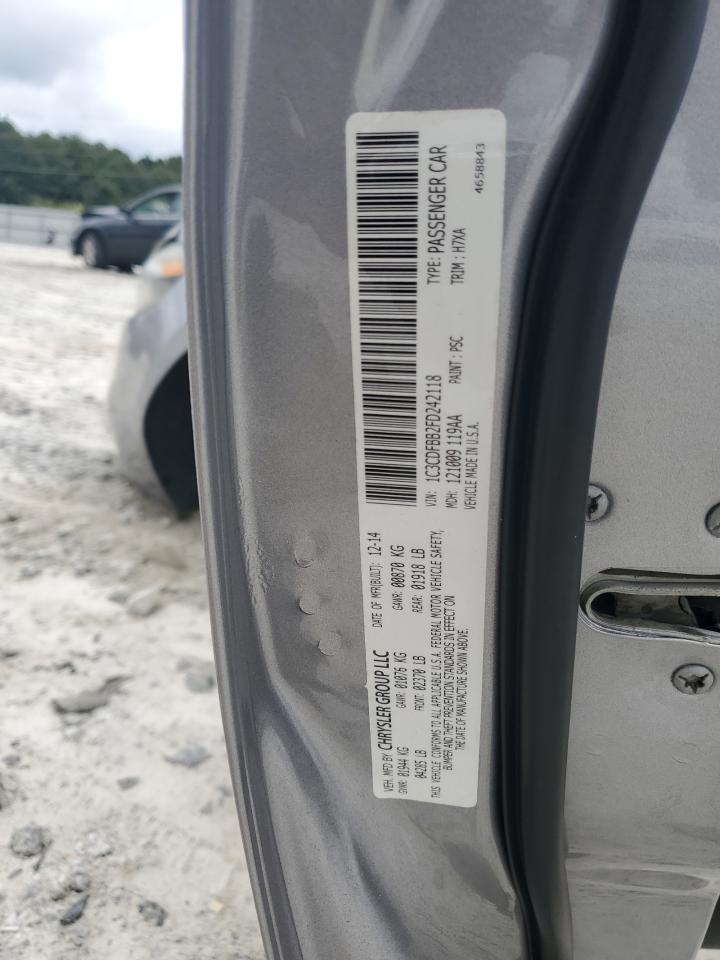 VEH. MFD BY CHRYSLER GROUP LLC DATE OF MFR(BUILT): 12-14
GVWR: 01944 KG GAWR: 01076 KG GAWR: 00870 KG
04285 LB FRONT: 02370 LB REAR: 01918 LB
THIS VEHICLE CONFORMS TO ALL APPLICABLE U.S.A. FEDERAL MOTOR VEHICLE SAFETY,
BUMPER AND THEFT PREVENTION STANDARDS IN EFFECT ON
THE DATE OF MANUFACTURE SHOWN ABOVE.
VIN: 1C3CDFBB2FD242118 TYPE: PASSENGER CAR
MDH: 121009 119AA PAINT: PSC TRIM: H7XA
VEHICLE MADE IN U.S.A.
4658843